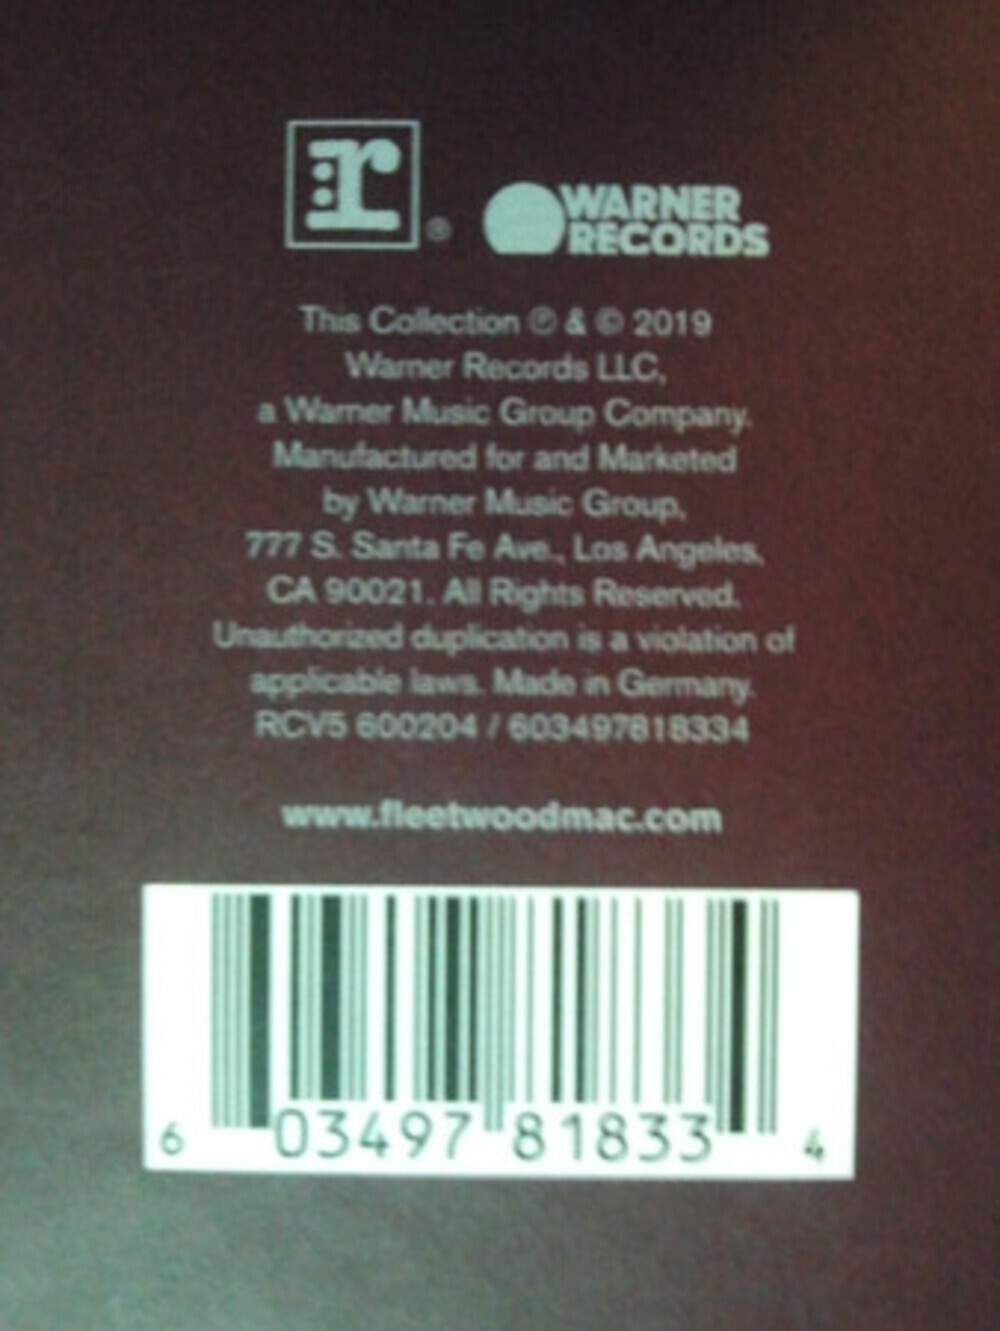 r ®
WARNER
RECORDS
This Collection ℗ & © 2019
Warner Records LLC,
a Warner Music Group Company.
Manufactured for and Marketed
by Warner Music Group,
777 S. Santa Fe Ave., Los Angeles,
CA 90021. All Rights Reserved.
Unauthorized duplication is a violation of
applicable laws. Made in Germany.
RCV5 600204 / 603497818334
www.fleetwoodmac.com
6 03497 81833 4